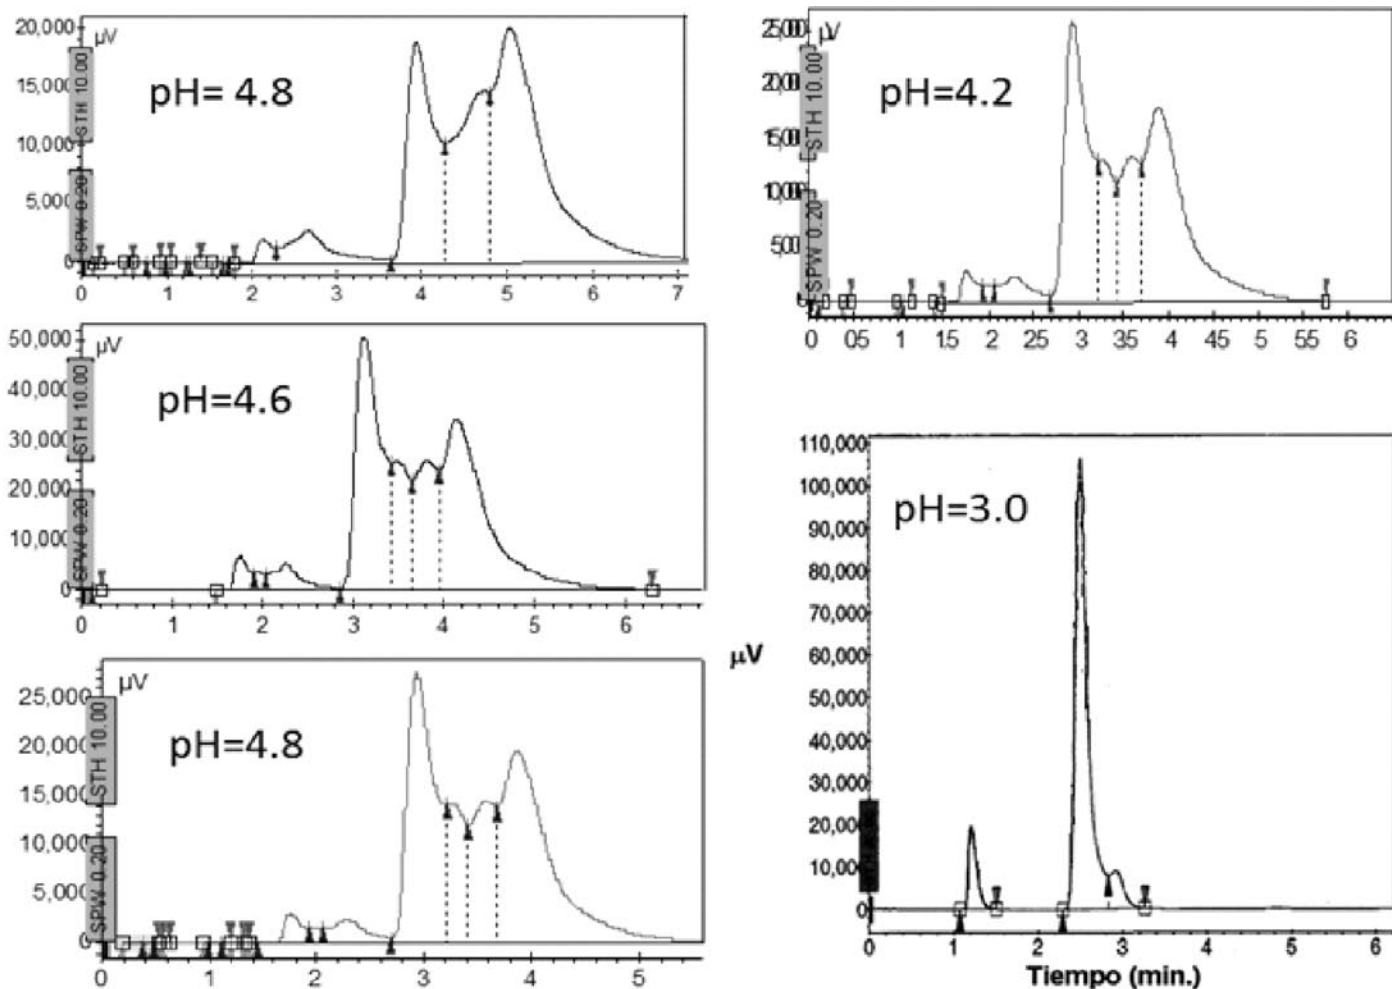 20,000
μV
15,000
10,000
5,000
0
STH 10.00
SPW 0.20
pH= 4.8
0 1 2 3 4 5 6 7
50,000
μV
40,000
30,000
20,000
10,000
0
STH 10.00
SPW 0.20
pH=4.6
0 1 2 3 4 5 6
25,000
μV
20,000
15,000
10,000
5,000
0
STH 10.00
SPW 0.20
pH=4.8
0 1 2 3 4 5
μV
STH 10.00
SPW 0.20
pH=4.2
0 05 1 15 2 25 3 35 4 45 5 55 6
110,000
100,000
90,000
80,000
70,000
60,000
50,000
40,000
30,000
20,000
10,000
0
μV
pH=3.0
0 1 2 3 4 5 6
Tiempo (min.)